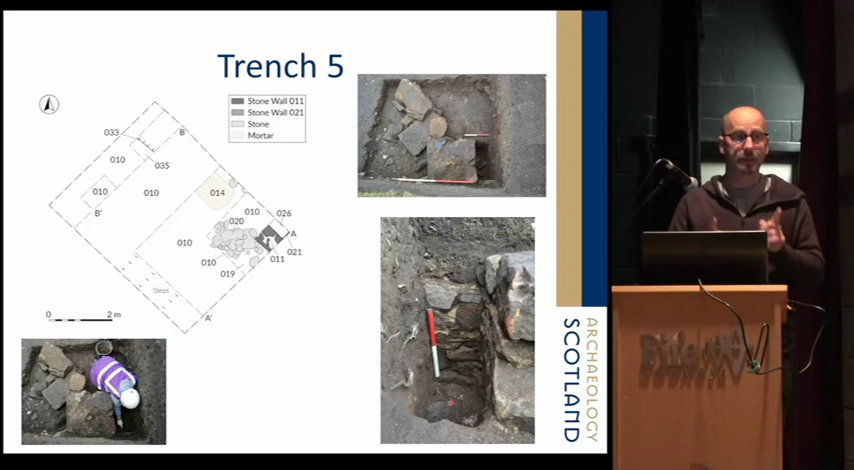 Trench 5
Stone Wall 011
Stone Wall 021
Stone
Mortar
033
B
010
035
010
010
B'
014
010
026
020
A
010
021
011
010
019
Steps
0
2 m
A'
ARCHAEOLOGY
SCOTLAND